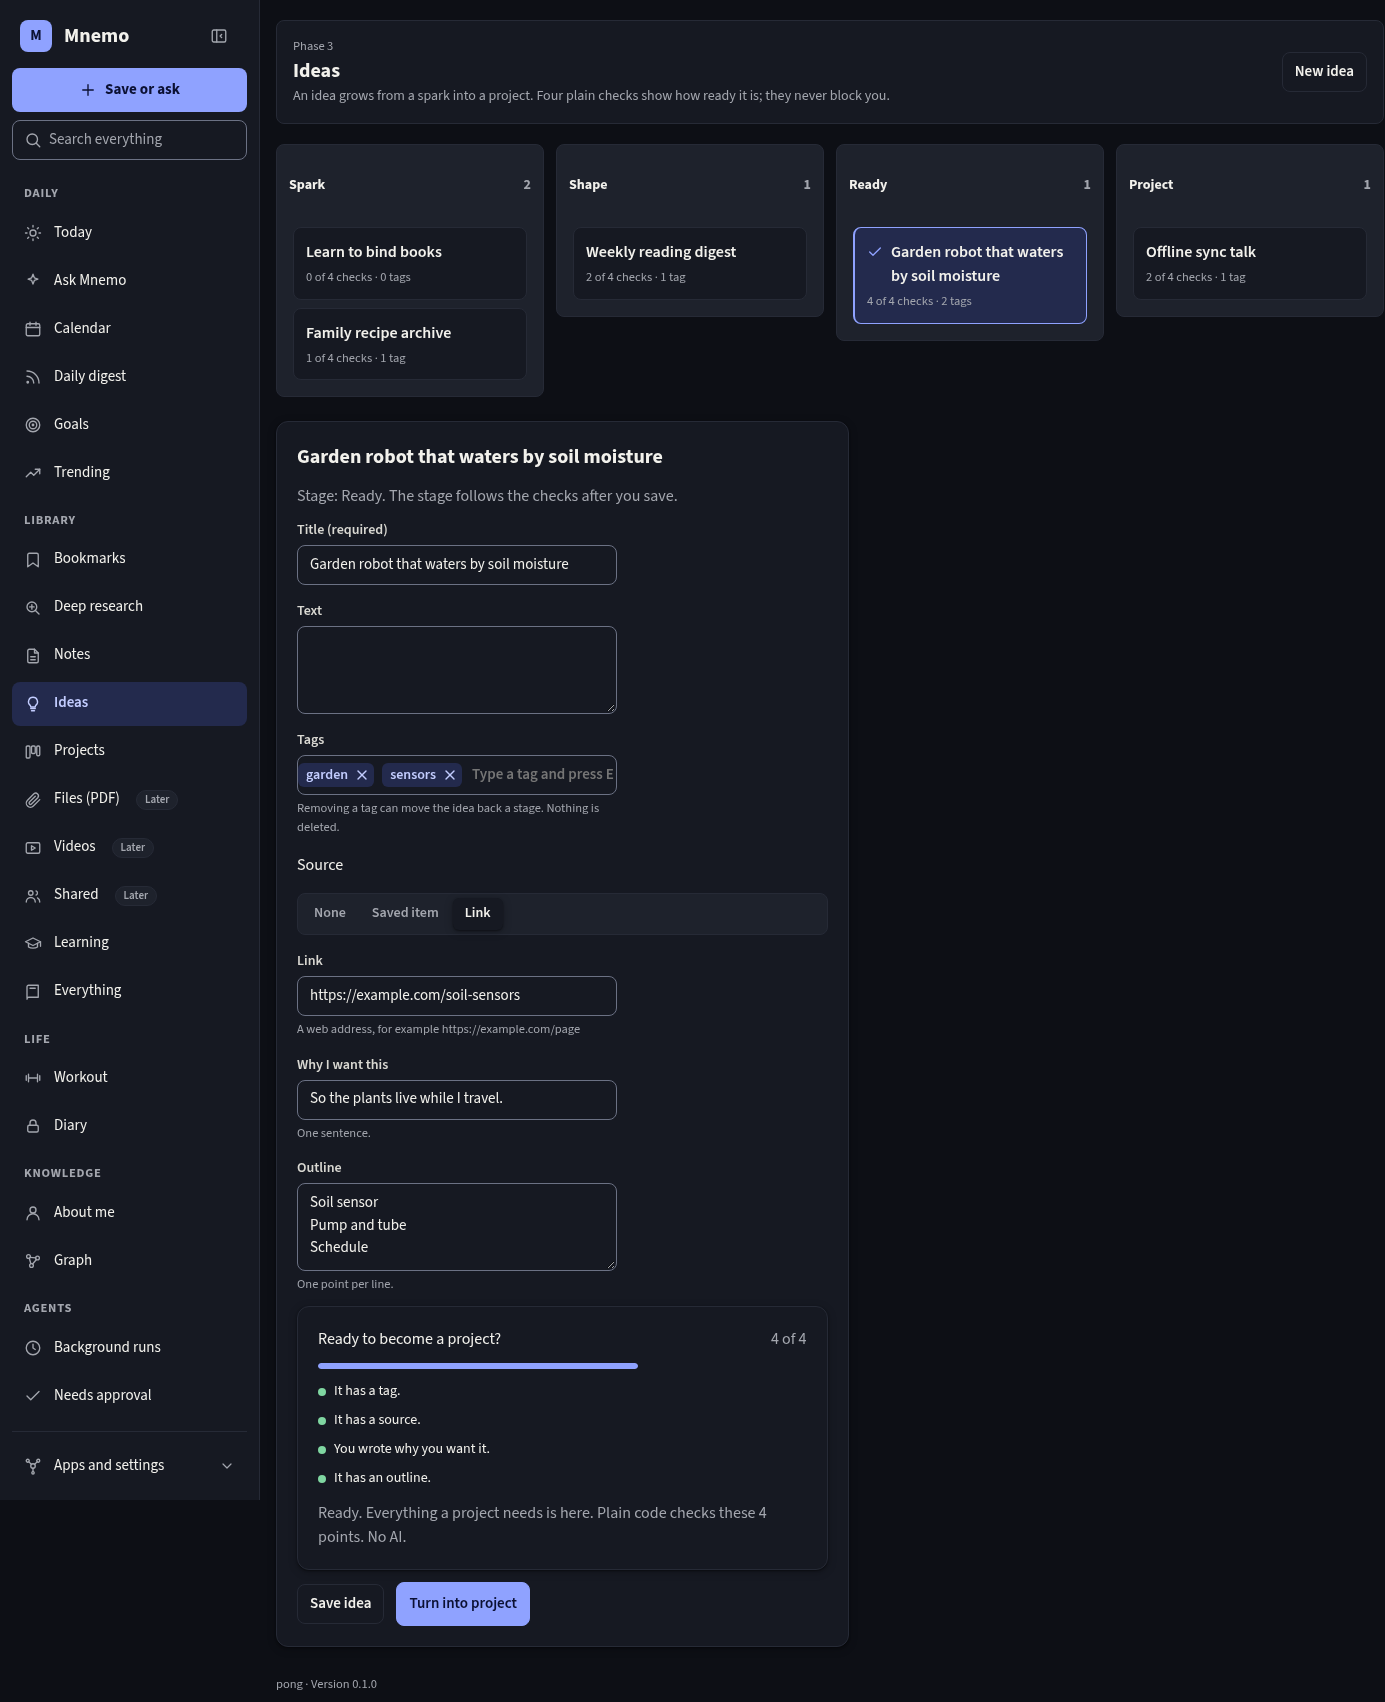 M
Mnemo
Save or ask
Search everything
DAILY
Today
Ask Mnemo
Calendar
Daily digest
Goals
Trending
LIBRARY
Bookmarks
Deep research
Notes
Ideas
Projects
Files (PDF) Later
Videos Later
Shared Later
Learning
Everything
LIFE
Workout
Diary
KNOWLEDGE
About me
Graph
AGENTS
Background runs
Needs approval
Apps and settings
Phase 3
Ideas
An idea grows from a spark into a project. Four plain checks show how ready it is; they never block you.
New idea
Spark 2
Learn to bind books
0 of 4 checks · 0 tags
Family recipe archive
1 of 4 checks · 1 tag
Shape 1
Weekly reading digest
2 of 4 checks · 1 tag
Ready 1
Garden robot that waters
by soil moisture
4 of 4 checks · 2 tags
Project 1
Offline sync talk
2 of 4 checks · 1 tag
Garden robot that waters by soil moisture
Stage: Ready. The stage follows the checks after you save.
Title (required)
Garden robot that waters by soil moisture
Text
Tags
garden sensors Type a tag and press E
Removing a tag can move the idea back a stage. Nothing is
deleted.
Source
None Saved item Link
Link
https://example.com/soil-sensors
A web address, for example https://example.com/page
Why I want this
So the plants live while I travel.
One sentence.
Outline
Soil sensor
Pump and tube
Schedule
One point per line.
Ready to become a project? 4 of 4
It has a tag.
It has a source.
You wrote why you want it.
It has an outline.
Ready. Everything a project needs is here. Plain code checks these 4
points. No AI.
Save idea Turn into project
pong · Version 0.1.0